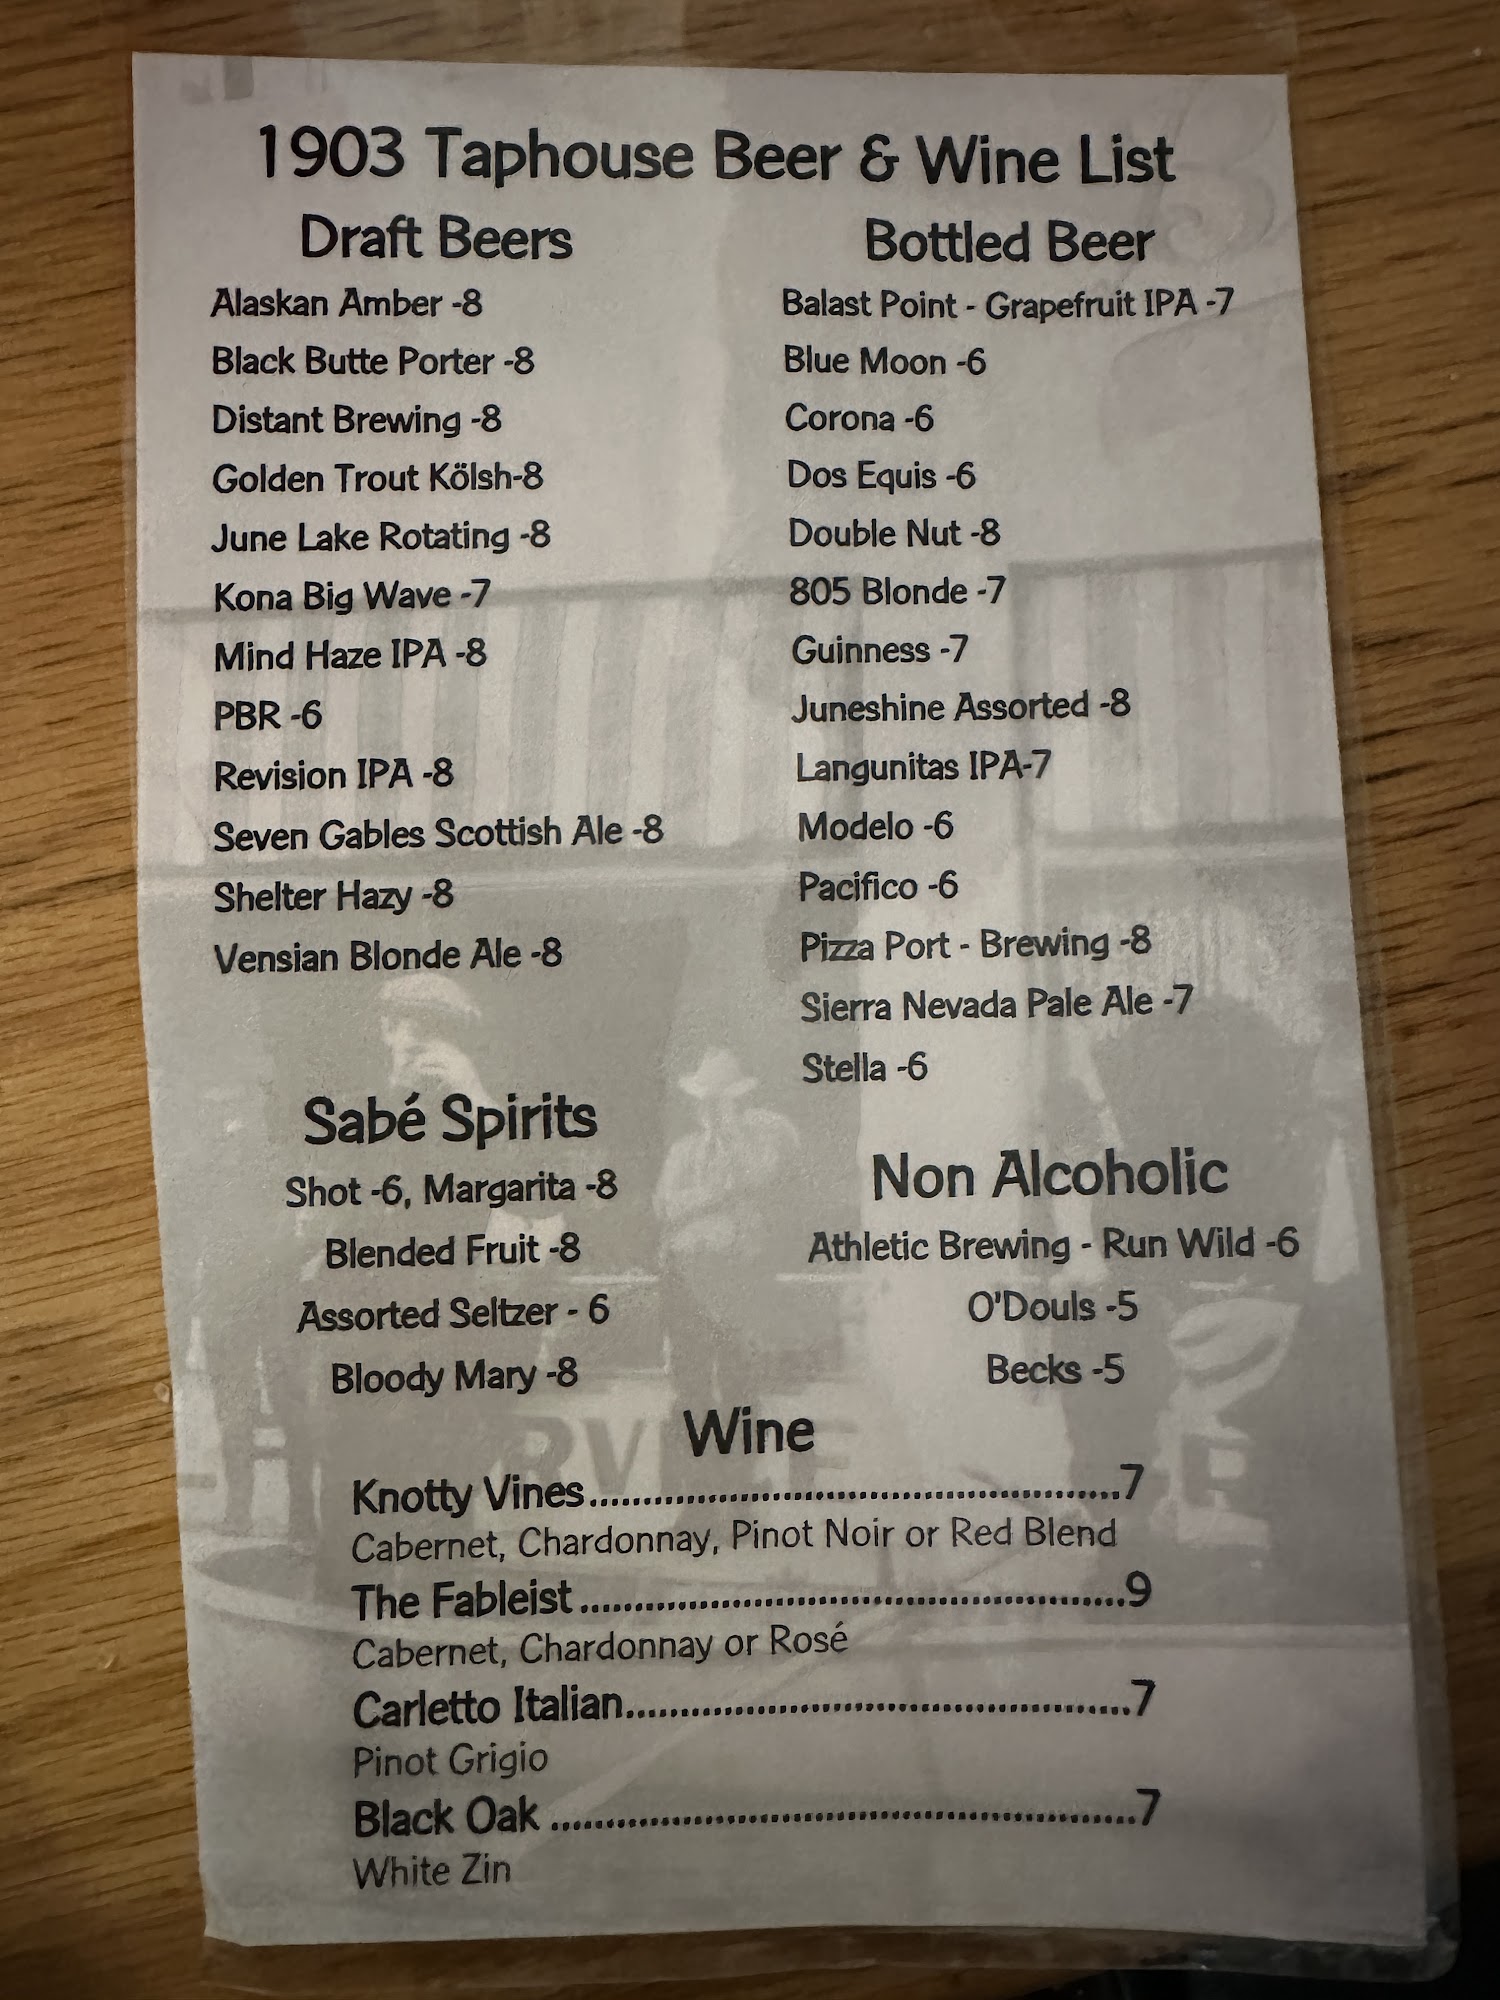 1903 Taphouse Beer & Wine List
Draft Beers
Alaskan Amber -8
Black Butte Porter -8
Distant Brewing -8
Golden Trout Kölsh-8
June Lake Rotating -8
Kona Big Wave -7
Mind Haze IPA -8
PBR -6
Revision IPA -8
Seven Gables Scottish Ale -8
Shelter Hazy -8
Vensian Blonde Ale -8
Sabé Spirits
Shot -6, Margarita -8
Blended Fruit -8
Assorted Seltzer - 6
Bloody Mary -8
Bottled Beer
Balast Point - Grapefruit IPA -7
Blue Moon -6
Corona -6
Dos Equis -6
Double Nut -8
805 Blonde -7
Guinness -7
Juneshine Assorted -8
Langunitas IPA-7
Modelo -6
Pacifico -6
Pizza Port - Brewing -8
Sierra Nevada Pale Ale -7
Stella -6
Non Alcoholic
Athletic Brewing - Run Wild -6
O'Douls -5
Becks -5
Wine
Knotty Vines..................................................7
Cabernet, Chardonnay, Pinot Noir or Red Blend
The Fableist...................................................9
Cabernet, Chardonnay or Rosé
Carletto Italian...............................................7
Pinot Grigio
Black Oak ......................................................7
White Zin